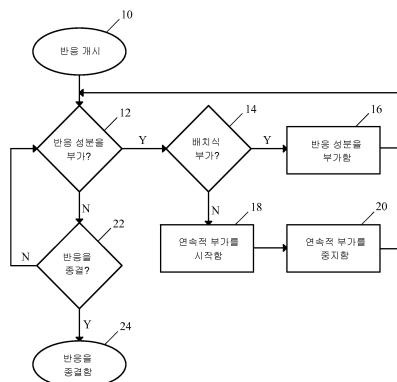 10
반응 개시
12
14
16
반응 성분을
부가?
Y
배치식
부가?
Y
반응 성분을
부가함
N
N
18
20
22
연속적 부가를
시작함
연속적 부가를
중지함
N
반응을
종결?
Y
24
반응을
종결함